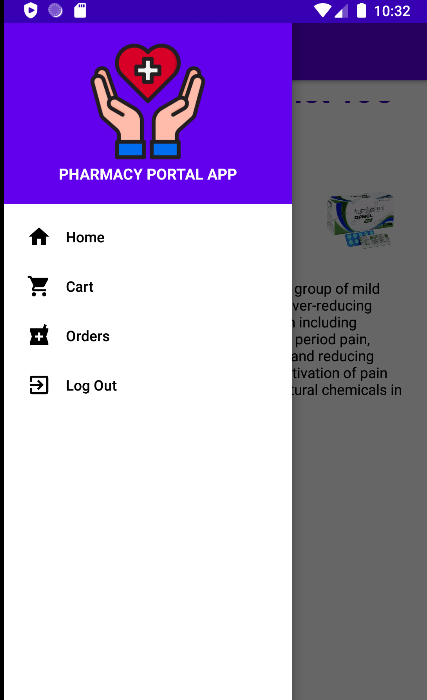 10:32
PHARMACY PORTAL APP
Home
Cart
Orders
Log Out
group of mild
ver-reducing
including
period pain,
and reducing
tivation of pain
tural chemicals in